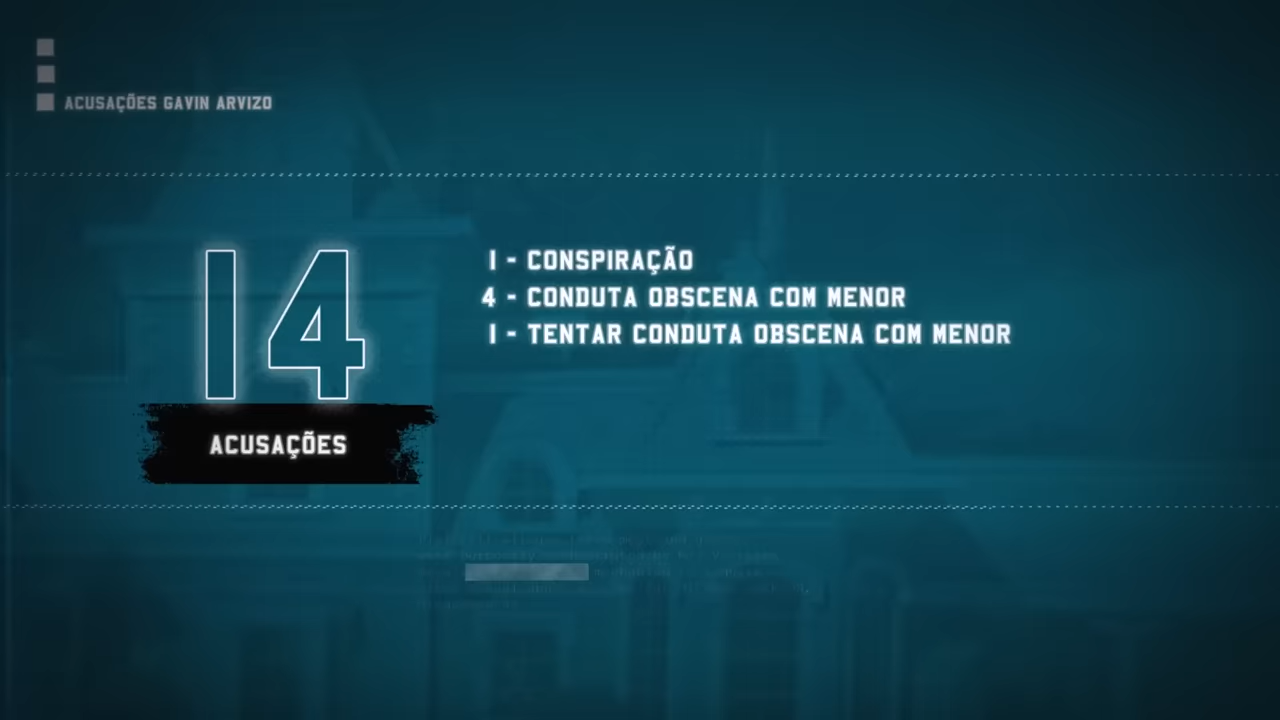 ACUSAÇÕES GAVIN ARVIZO
14
ACUSAÇÕES
1 - CONSPIRAÇÃO
4 - CONDUTA OBSCENA COM MENOR
1 - TENTAR CONDUTA OBSCENA COM MENOR